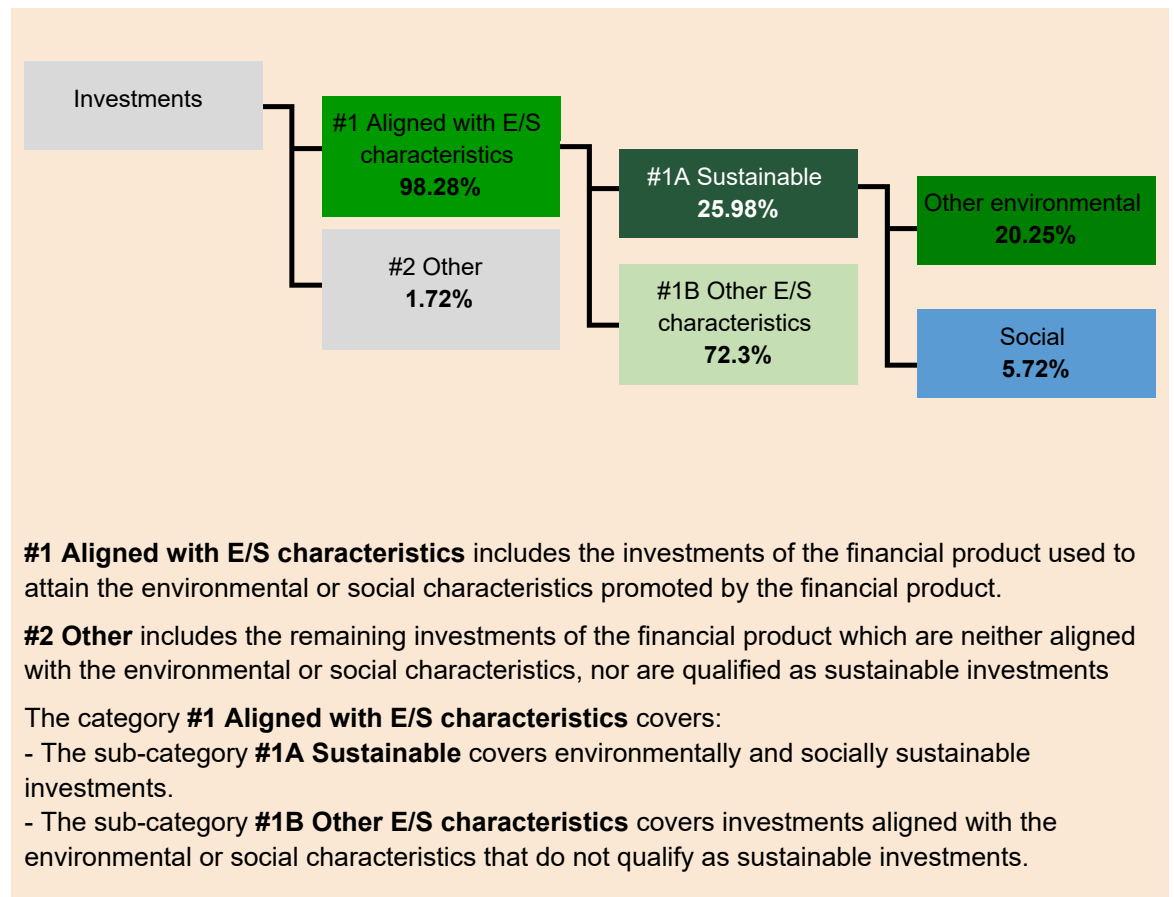 Investments
#1 Aligned with E/S
characteristics
98.28%
#2 Other
1.72%
#1A Sustainable
25.98%
#1B Other E/S
characteristics
72.3%
Other environmental
20.25%
Social
5.72%
#1 Aligned with E/S characteristics includes the investments of the financial product used to
attain the environmental or social characteristics promoted by the financial product.
#2 Other includes the remaining investments of the financial product which are neither aligned
with the environmental or social characteristics, nor are qualified as sustainable investments
The category #1 Aligned with E/S characteristics covers:
- The sub-category #1A Sustainable covers environmentally and socially sustainable
investments.
- The sub-category #1B Other E/S characteristics covers investments aligned with the
environmental or social characteristics that do not qualify as sustainable investments.